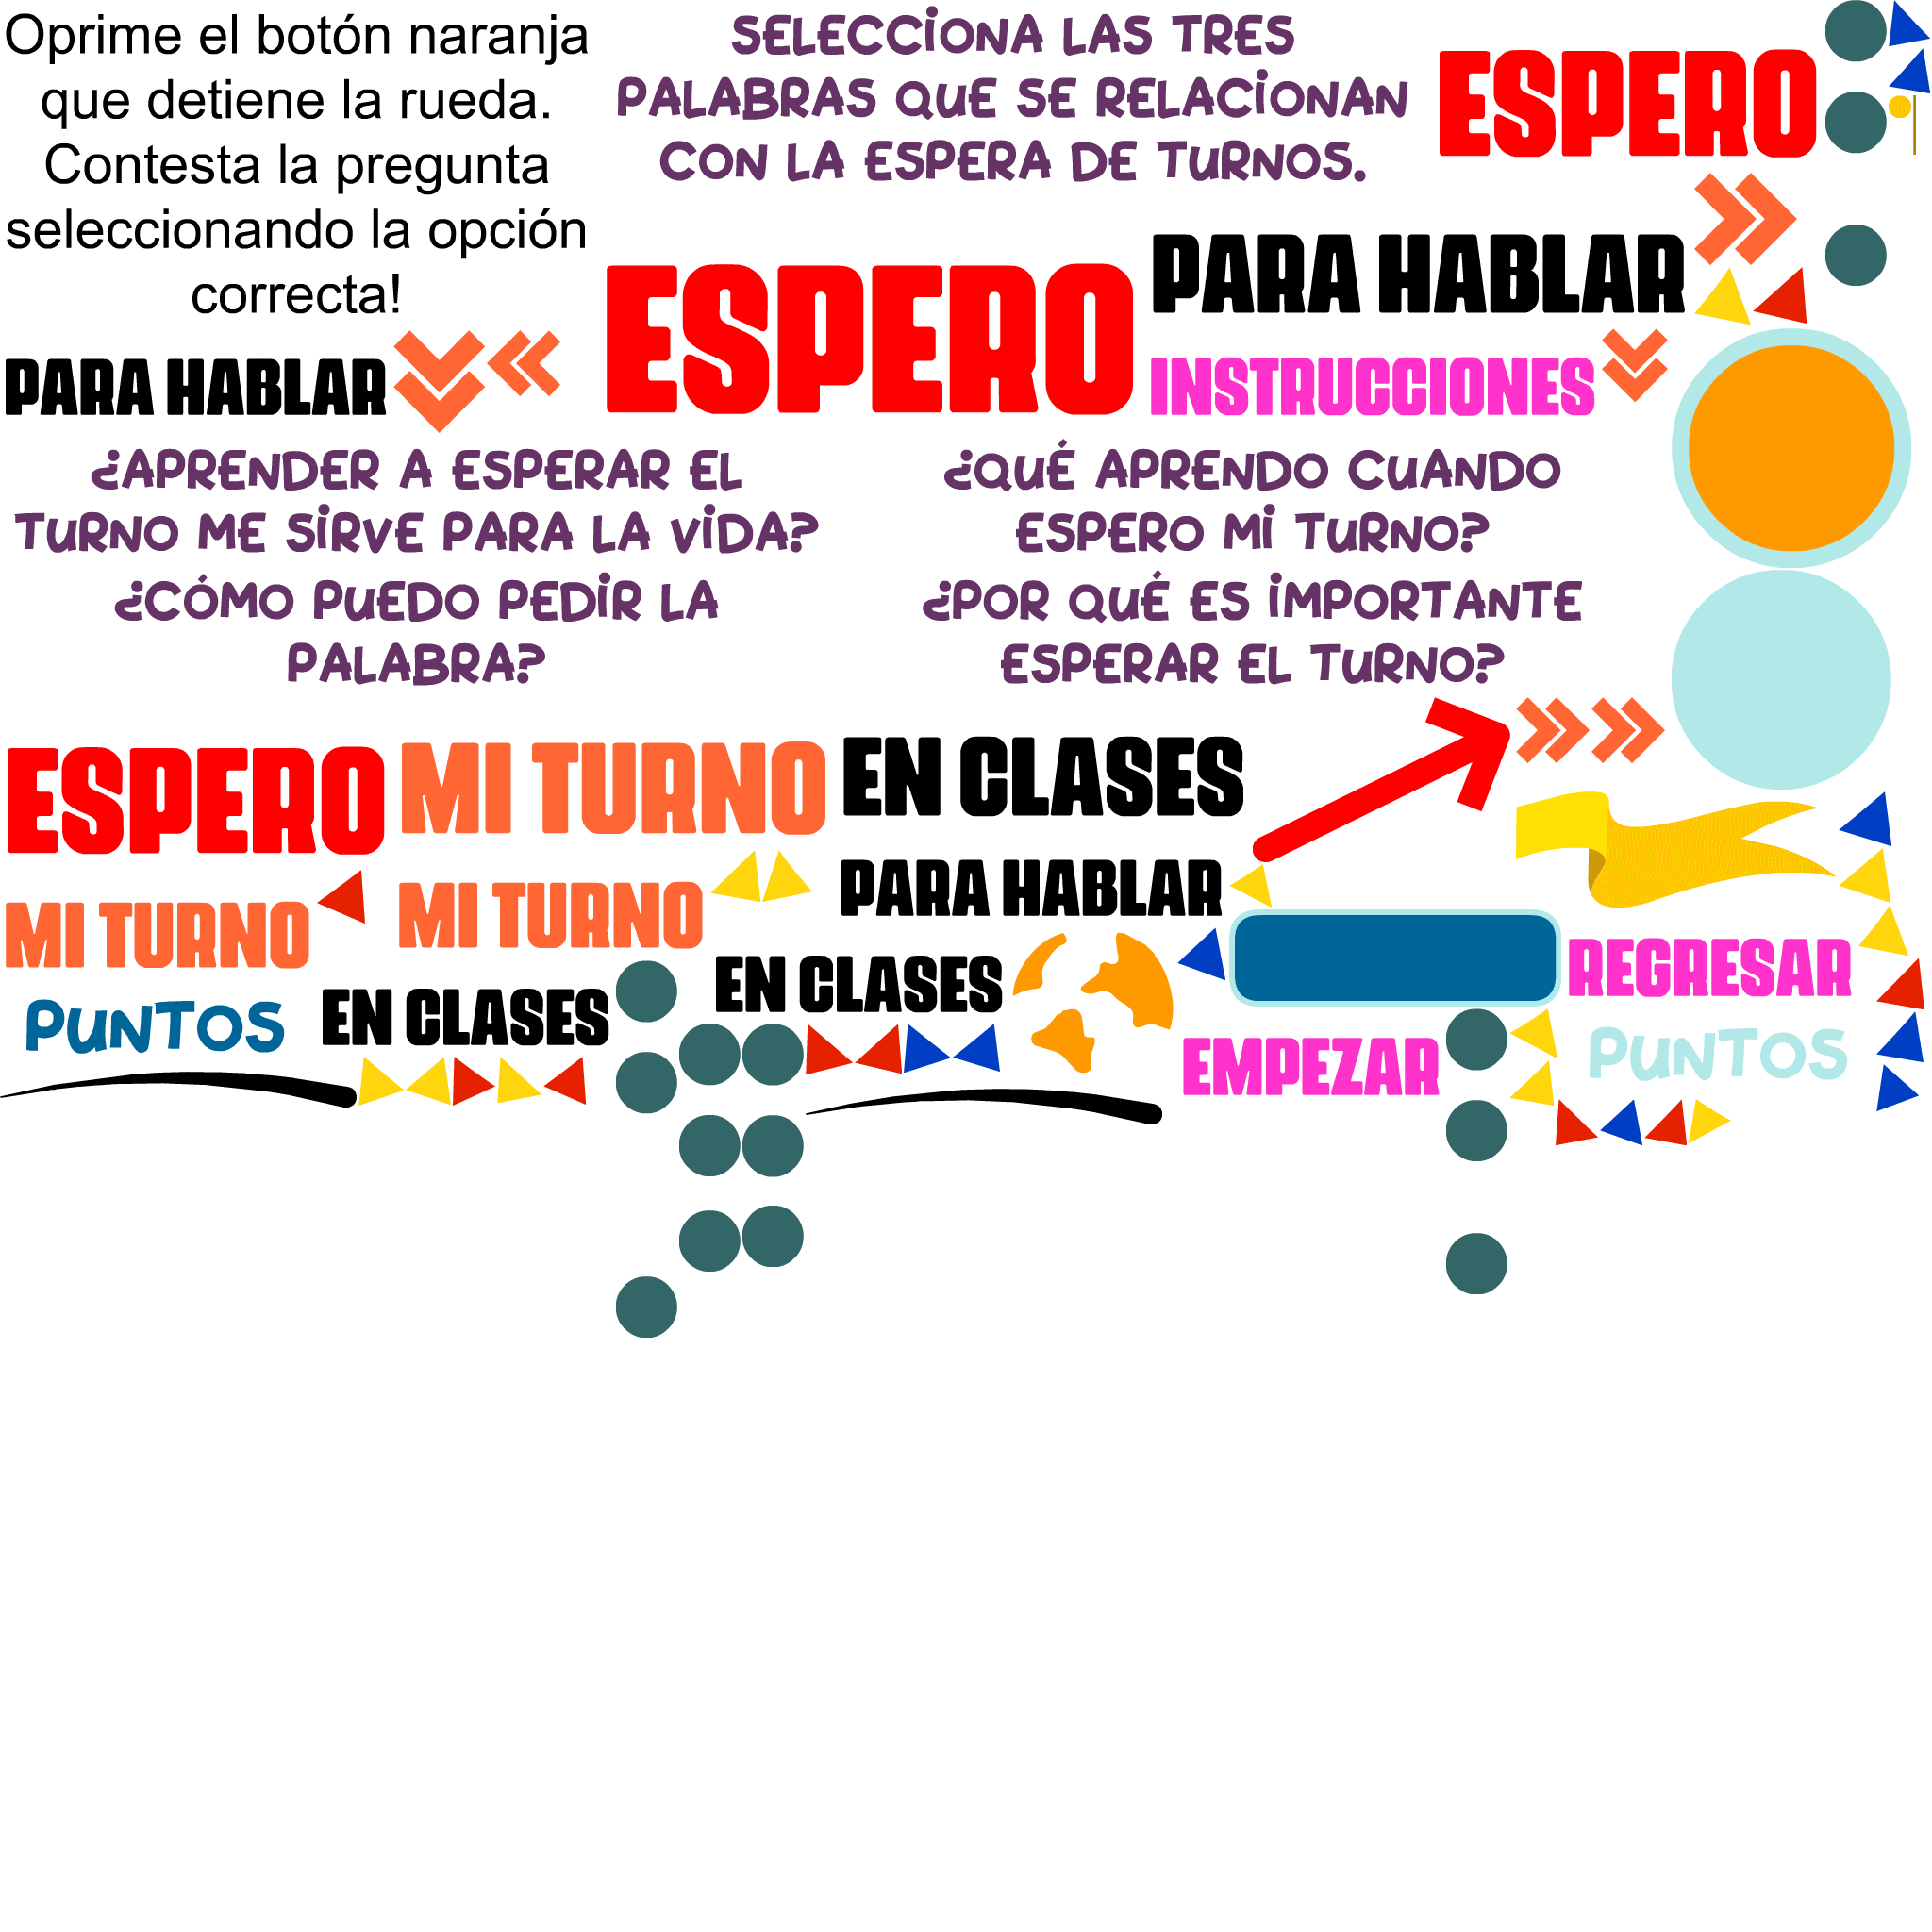 Oprime el botón naranja
que detiene la rueda.
Contesta la pregunta
seleccionando la opción
correcta!
SELECCIONA LAS TRES
PALABRAS QUE SE RELACIONAN
CON LA ESPERA DE TURNOS.
ESPERO
PARA HABLAR
ESPERO
PARA HABLAR
INSTRUCCIONES
¿APRENDER A ESPERAR EL
TURNO ME SIRVE PARA LA VIDA?
¿CÓMO PUEDO PEDIR LA
PALABRA?
¿QUÉ APRENDO CUANDO
ESPERO MI TURNO?
¿POR QUÉ ES IMPORTANTE
ESPERAR EL TURNO?
ESPERO
MI TURNO
EN CLASES
MI TURNO
MI TURNO
PARA HABLAR
PUNTOS
EN CLASES
EN CLASES
REGRESAR
EMPEZAR
PUNTOS